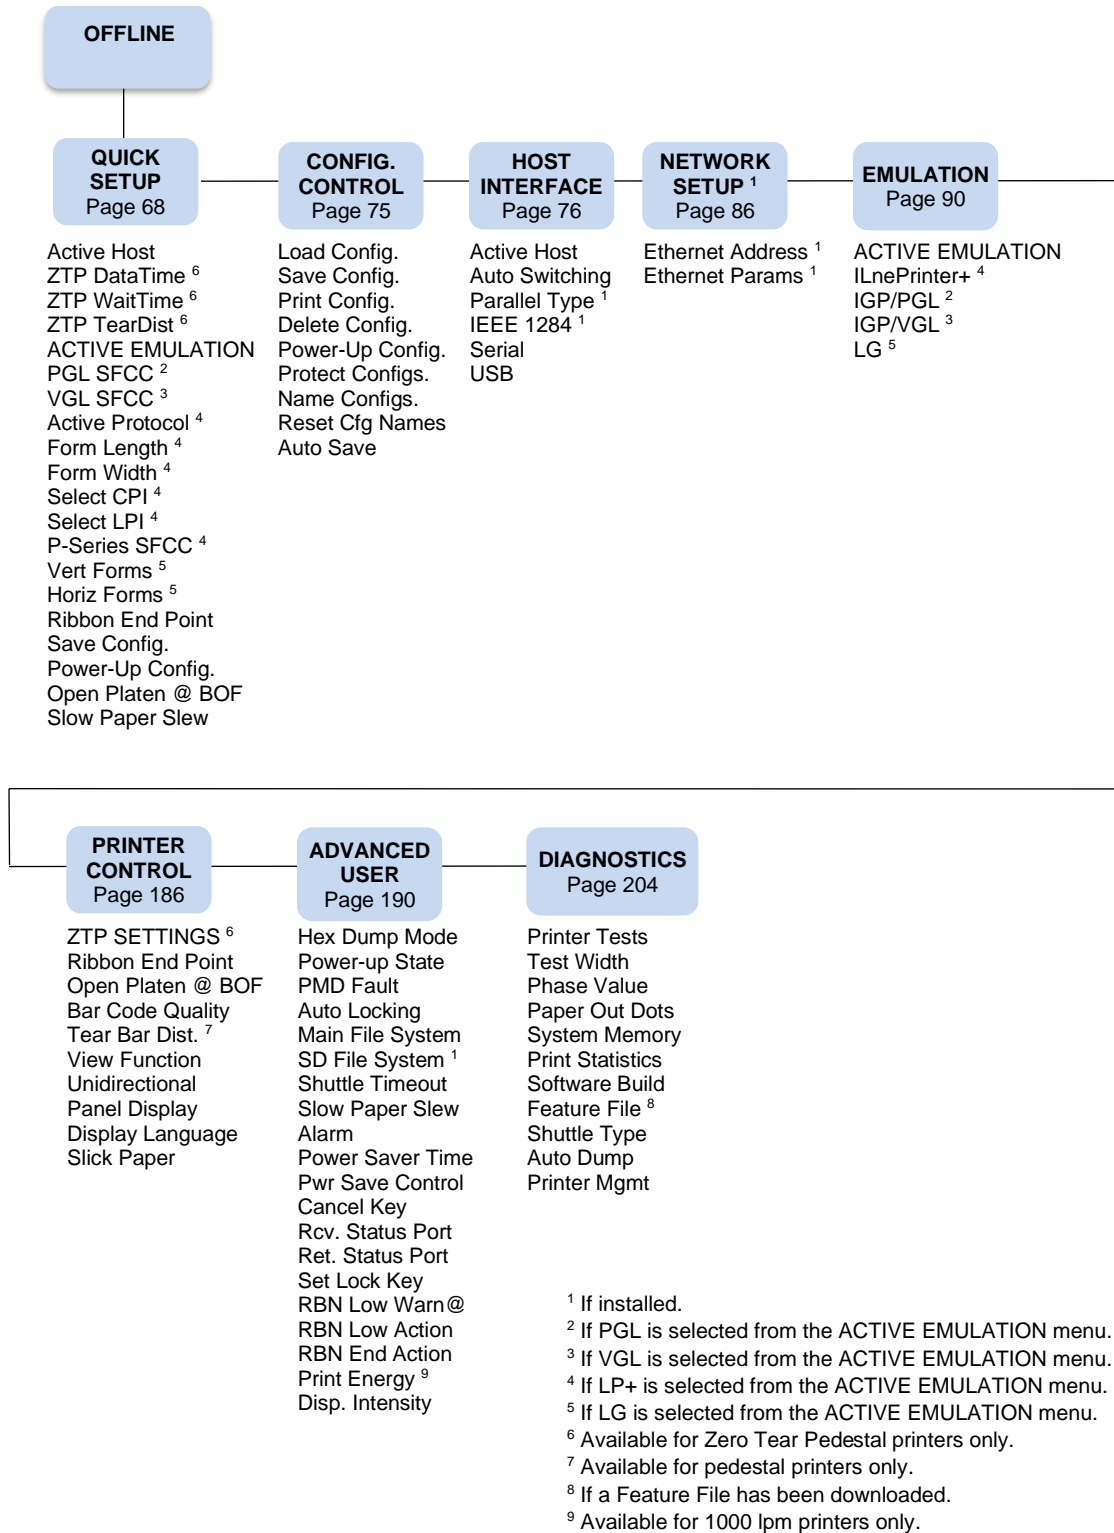 OFFLINE
QUICK
SETUP
Page 68
Active Host
ZTP DataTime ⁶
ZTP WaitTime ⁶
ZTP TearDist ⁶
ACTIVE EMULATION
PGL SFCC ²
VGL SFCC ³
Active Protocol ⁴
Form Length ⁴
Form Width ⁴
Select CPI ⁴
Select LPI ⁴
P-Series SFCC ⁴
Vert Forms ⁵
Horiz Forms ⁵
Ribbon End Point
Save Config.
Power-Up Config.
Open Platen @ BOF
Slow Paper Slew
CONFIG.
CONTROL
Page 75
Load Config.
Save Config.
Print Config.
Delete Config.
Power-Up Config.
Protect Configs.
Name Configs.
Reset Cfg Names
Auto Save
HOST
INTERFACE
Page 76
Active Host
Auto Switching
Parallel Type ¹
IEEE 1284 ¹
Serial
USB
NETWORK
SETUP ¹
Page 86
Ethernet Address ¹
Ethernet Params ¹
EMULATION
Page 90
ACTIVE EMULATION
ILnePrinter+ ⁴
IGP/PGL ²
IGP/VGL ³
LG ⁵
PRINTER
CONTROL
Page 186
ZTP SETTINGS ⁶
Ribbon End Point
Open Platen @ BOF
Bar Code Quality
Tear Bar Dist. ⁷
View Function
Unidirectional
Panel Display
Display Language
Slick Paper
ADVANCED
USER
Page 190
Hex Dump Mode
Power-up State
PMD Fault
Auto Locking
Main File System
SD File System ¹
Shuttle Timeout
Slow Paper Slew
Alarm
Power Saver Time
Pwr Save Control
Cancel Key
Rcv. Status Port
Ret. Status Port
Set Lock Key
RBN Low Warn@
RBN Low Action
RBN End Action
Print Energy ⁹
Disp. Intensity
DIAGNOSTICS
Page 204
Printer Tests
Test Width
Phase Value
Paper Out Dots
System Memory
Print Statistics
Software Build
Feature File ⁸
Shuttle Type
Auto Dump
Printer Mgmt
¹ If installed.
² If PGL is selected from the ACTIVE EMULATION menu.
³ If VGL is selected from the ACTIVE EMULATION menu.
⁴ If LP+ is selected from the ACTIVE EMULATION menu.
⁵ If LG is selected from the ACTIVE EMULATION menu.
⁶ Available for Zero Tear Pedestal printers only.
⁷ Available for pedestal printers only.
⁸ If a Feature File has been downloaded.
⁹ Available for 1000 lpm printers only.